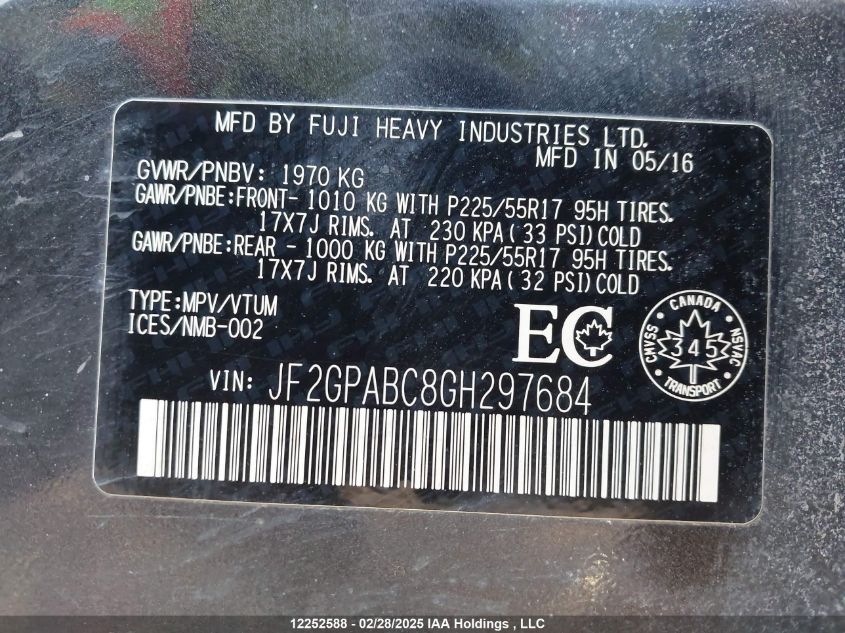 MFD BY FUJI HEAVY INDUSTRIES LTD.
MFD IN 05/16
GVWR/PNBV: 1970 KG
GAWR/PNBE:FRONT- 1010 KG WITH P225/55R17 95H TIRES.
17X7J RIMS. AT 230 KPA(33 PSI)COLD
GAWR/PNBE:REAR - 1000 KG WITH P225/55R17 95H TIRES.
17X7J RIMS. AT 220 KPA(32 PSI)COLD
TYPE:MPV/VTUM
ICES/NMB-002
EC
CANADA
CMVSS
345
NSVAC
TRANSPORT
VIN: JF2GPABC8GH297684
12252588 - 02/28/2025 IAA Holdings , LLC